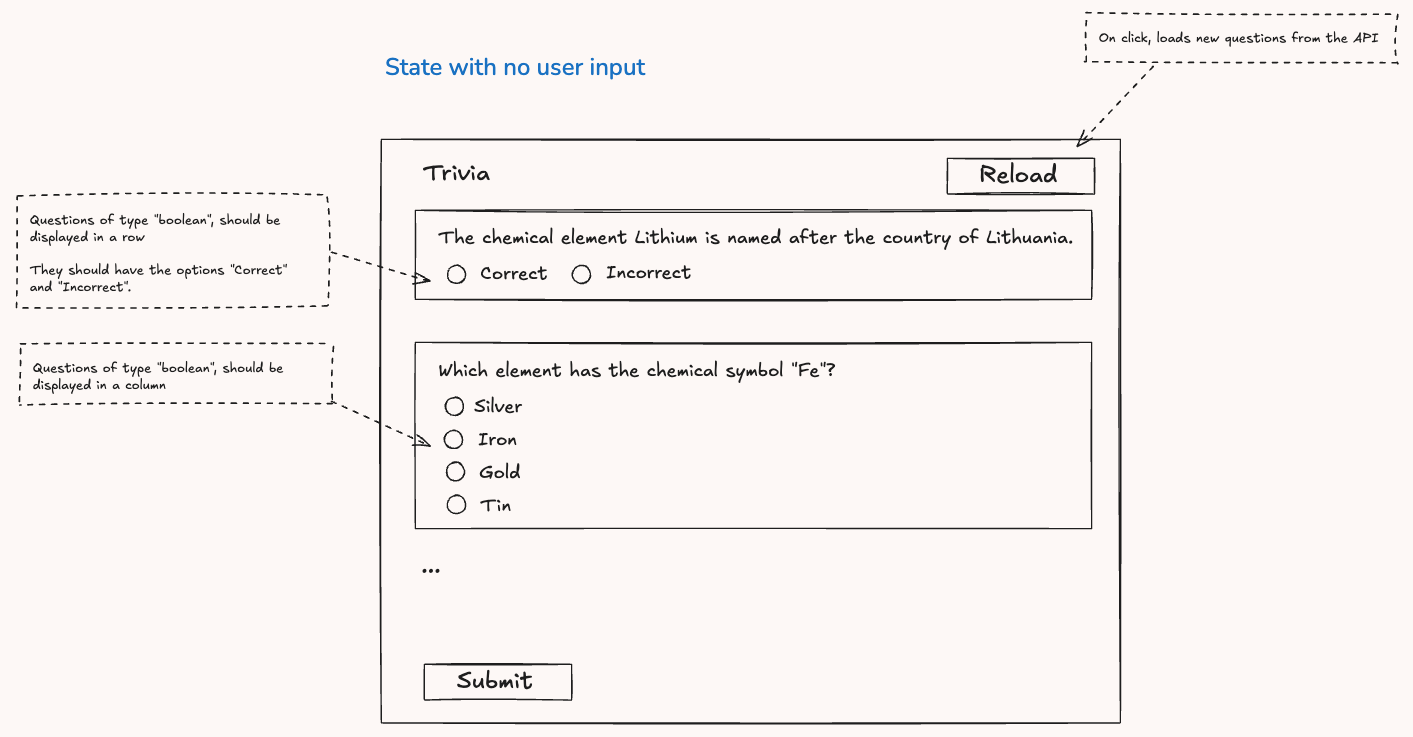 On click, loads new questions from the API
State with no user input
Trivia
Reload
Questions of type "boolean", should be
displayed in a row
They should have the options "Correct"
and "Incorrect".
The chemical element Lithium is named after the country of Lithuania.
Correct
Incorrect
Questions of type "boolean", should be
displayed in a column
Which element has the chemical symbol "Fe"?
Silver
Iron
Gold
Tin
...
Submit